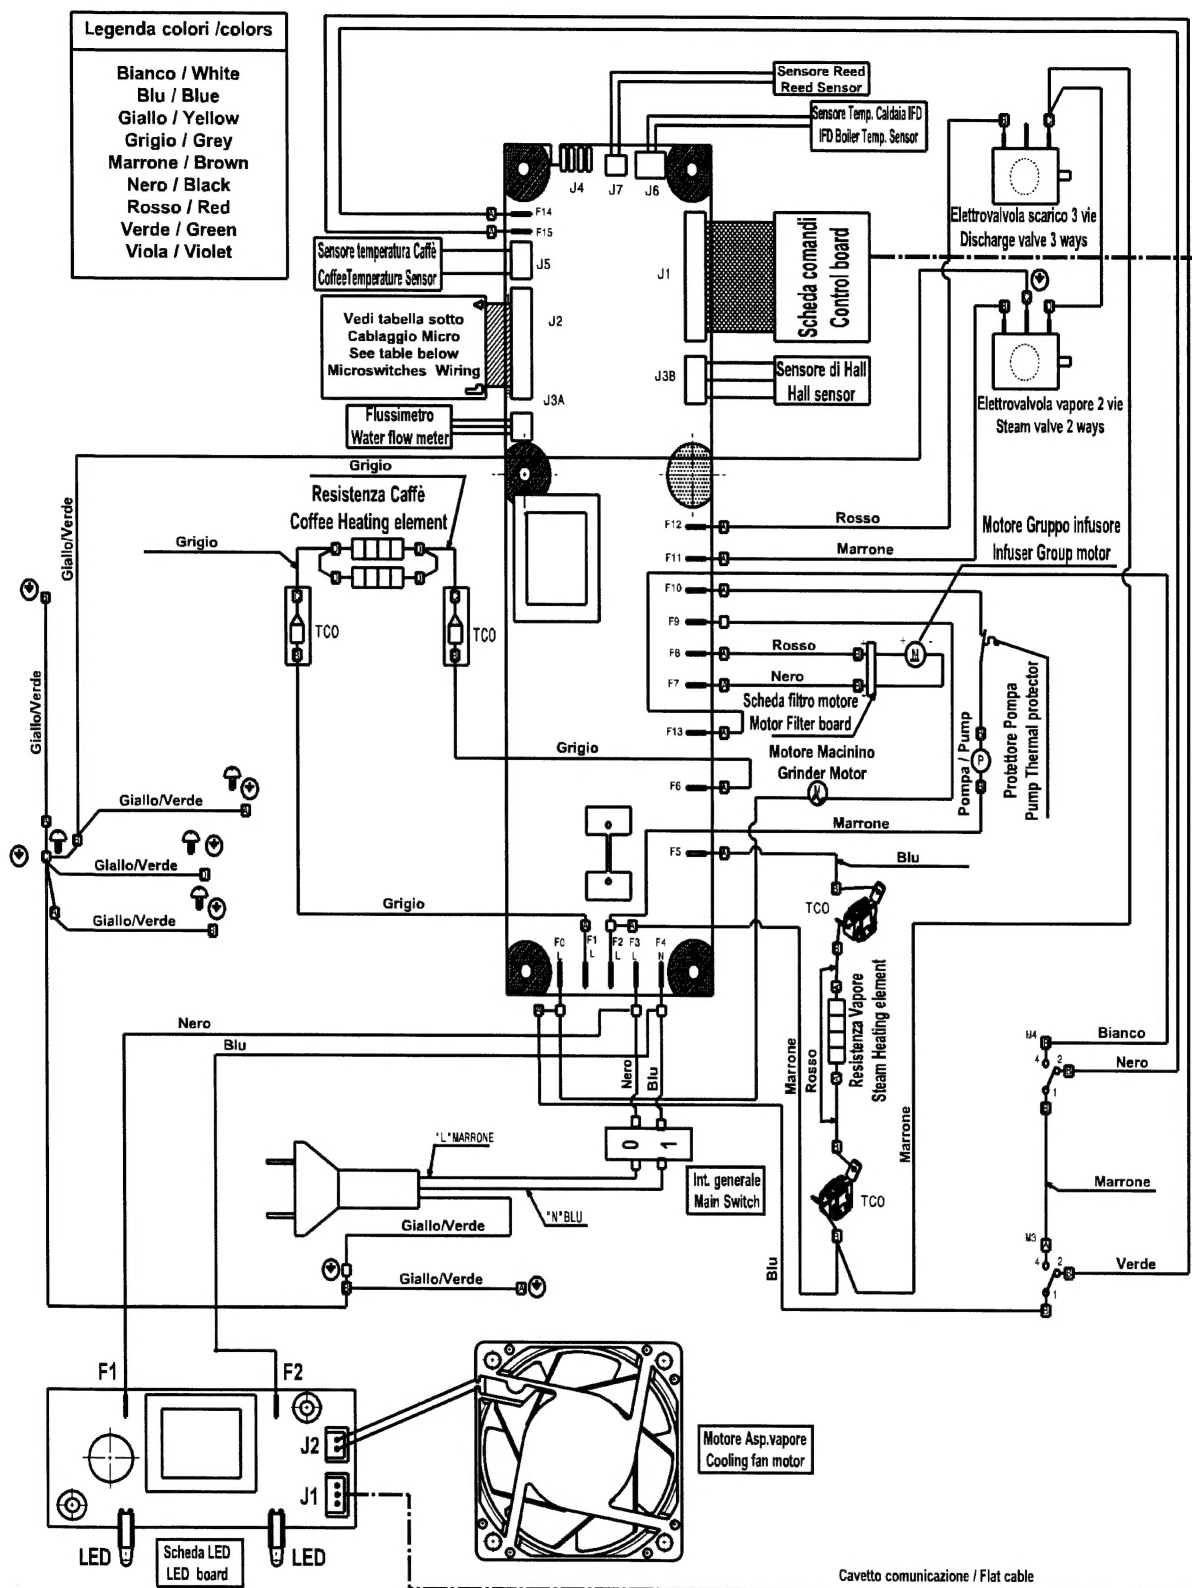 Legenda colori /colors
Bianco / White
Blu / Blue
Giallo / Yellow
Grigio / Grey
Marrone / Brown
Nero / Black
Rosso / Red
Verde / Green
Viola / Violet
Sensore Reed
Reed Sensor
Sensore Temp. Caldaia IFD
IFD Boiler Temp. Sensor
J4
J7
J6
F14
F15
Sensore temperatura Caffè
CoffeeTemperature Sensor
J5
J1
Scheda comandi
Control board
Elettrovalvola scarico 3 vie
Discharge valve 3 ways
Vedi tabella sotto
Cablaggio Micro
See table below
Microswitches Wiring
J2
J3A
J3B
Sensore di Hall
Hall sensor
Flussimetro
Water flow meter
Elettrovalvola vapore 2 vie
Steam valve 2 ways
Grigio
Resistenza Caffè
Coffee Heating element
Giallo/Verde
Grigio
TCO
TCO
F12
Rosso
F11
Marrone
Motore Gruppo infusore
Infuser Group motor
F10
F9
F8
Rosso
+
-
F7
Nero
Scheda filtro motore
Motor Filter board
F13
Giallo/Verde
Grigio
F6
Motore Macinino
Grinder Motor
Pompa / Pump
P
Protettore Pompa
Pump Thermal protector
Giallo/Verde
Marrone
F5
Blu
Giallo/Verde
Giallo/Verde
Grigio
TCO
F0
L
F1
L
F2
L
F3
L
F4
N
Nero
Blu
Nero
Blu
Marrone
Rosso
Resistenza Vapore
Steam Heating element
Marrone
M4
Bianco
4
2
Nero
1
"L"MARRONE
0
1
Int. generale
Main Switch
"N"BLU
TCO
Marrone
Giallo/Verde
Giallo/Verde
Blu
M3
4
2
Verde
1
F1
F2
J2
J1
LED
LED
Scheda LED
LED board
Motore Asp.vapore
Cooling fan motor
Cavetto comunicazione / Flat cable